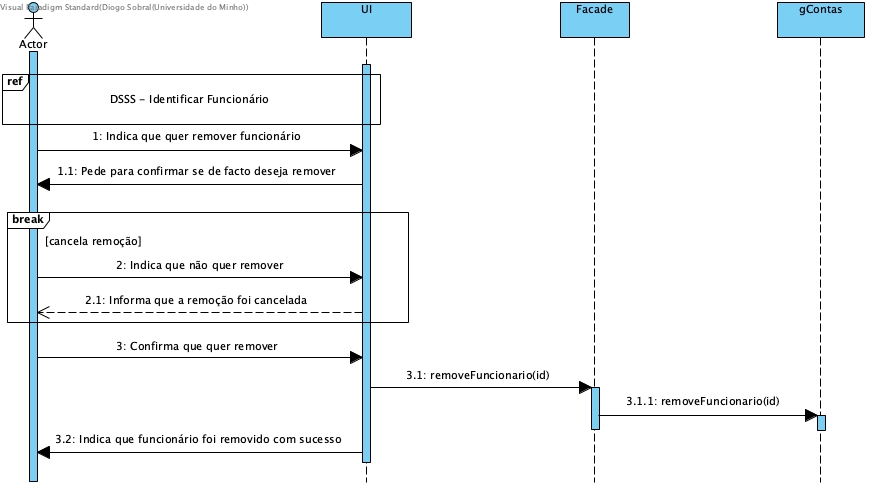 Visual Paradigm Standard(Diogo Sobral(Universidade do Minho))
UI
Facade
gContas
Actor
ref
DSSS - Identificar Funcionário
1: Indica que quer remover funcionário
1.1: Pede para confirmar se de facto deseja remover
break
[cancela remoção]
2: Indica que não quer remover
2.1: Informa que a remoção foi cancelada
3: Confirma que quer remover
3.1: removeFuncionario(id)
3.1.1: removeFuncionario(id)
3.2: Indica que funcionário foi removido com sucesso